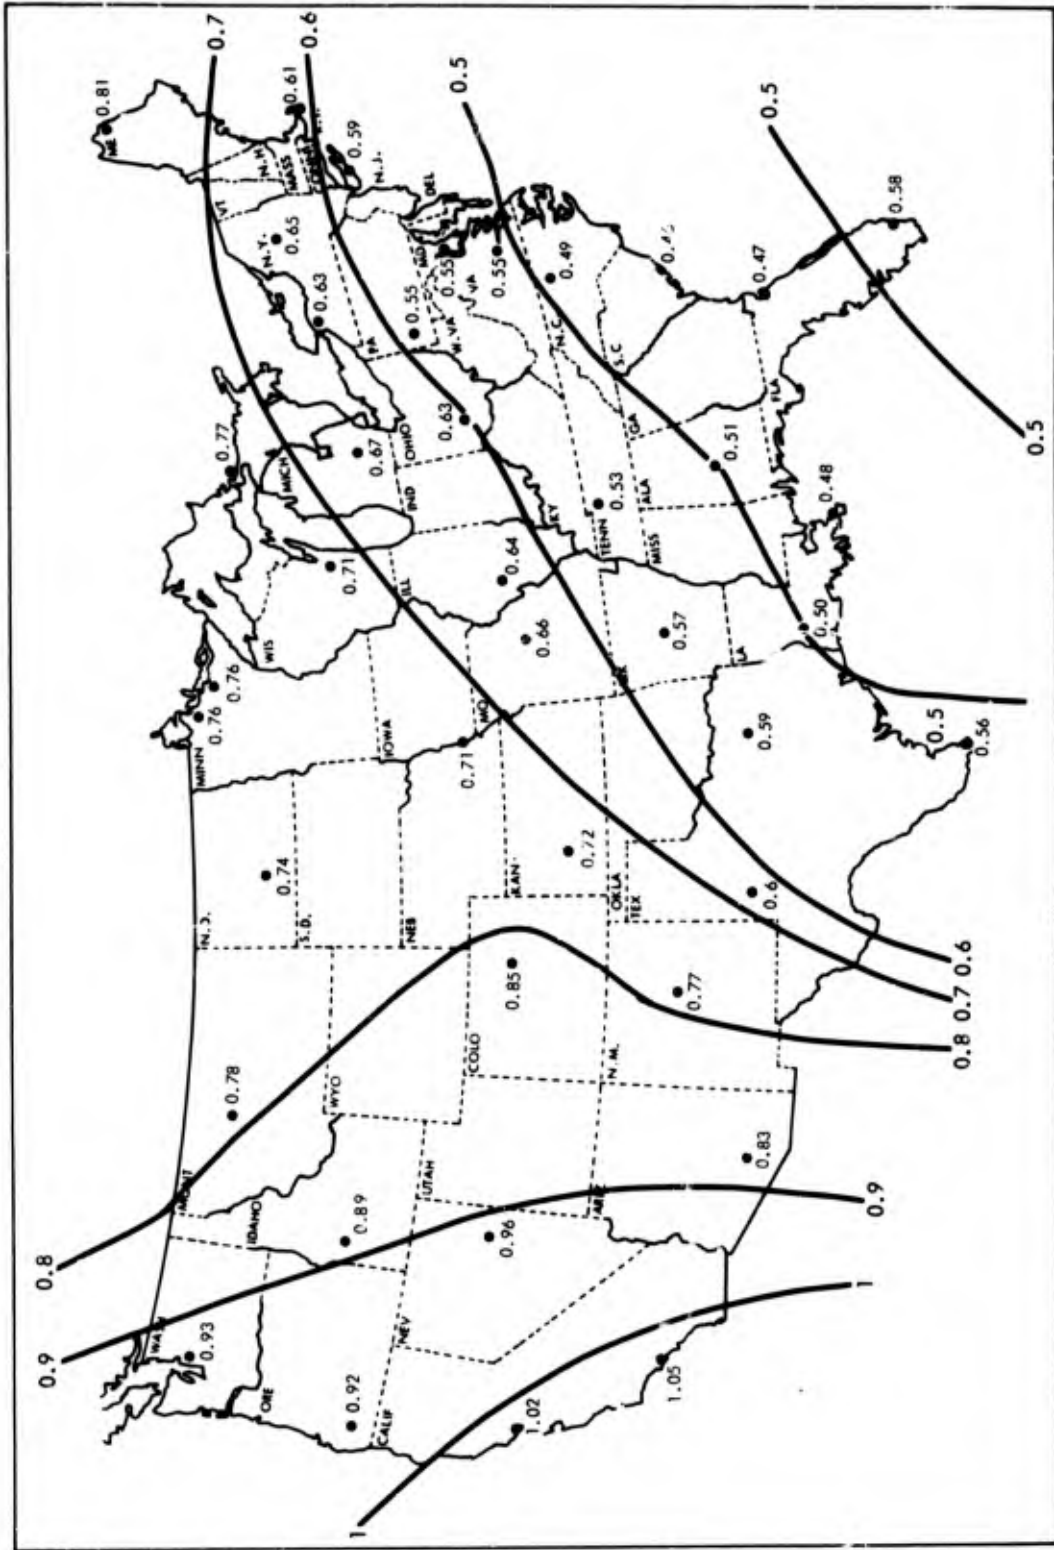 0.7
0.6
0.5
0.5
0.81
ME
N.H
VT
MASS
0.61
0.59
N.Y.
0.65
N.J.
DEL
MD
0.63
PA
0.55
0.55
0.55
W.VA
VA
0.49
N.C.
S.C
0.47
0.58
0.77
MICH
0.67
OHIO
0.63
IND
KY
TENN
0.53
GA
ALA
MISS
0.51
FLA
0.48
0.71
WIS
ILL
0.64
0.66
0.57
LA
0.50
0.76
0.76
MINN
IOWA
MO
0.71
0.59
0.5
0.56
0.5
0.74
N.D.
S.D.
NEB
KAN
0.72
OKLA
TEX
0.6
0.6
0.7
0.8
0.85
COLO
N.M.
0.77
0.78
WYO
MONT
UTAH
0.83
0.8
IDAHO
0.89
0.96
0.9
0.9
0.93
ORE
NEV
0.92
CALIF
1.02
1.05
1
1